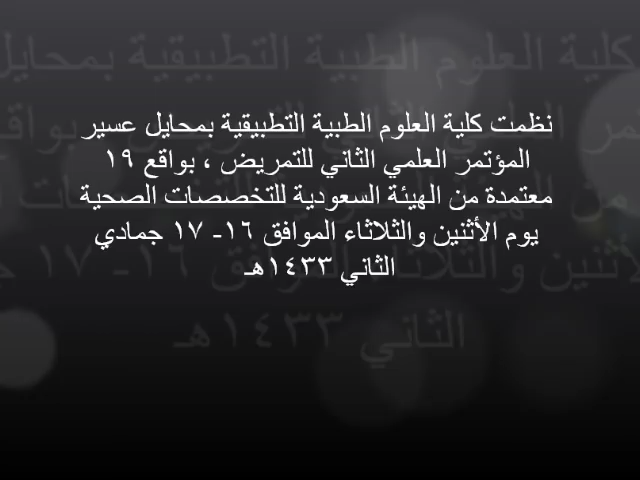 نظمت كلية العلوم الطبية التطبيقية بمحايل عسير
المؤتمر العلمي الثاني للتمريض ، بواقع ١٩
معتمدة من الهيئة السعودية للتخصصات الصحية
يوم الأثنين والثلاثاء الموافق ١٦- ١٧ جمادي
الثاني ١٤٣٣هـ